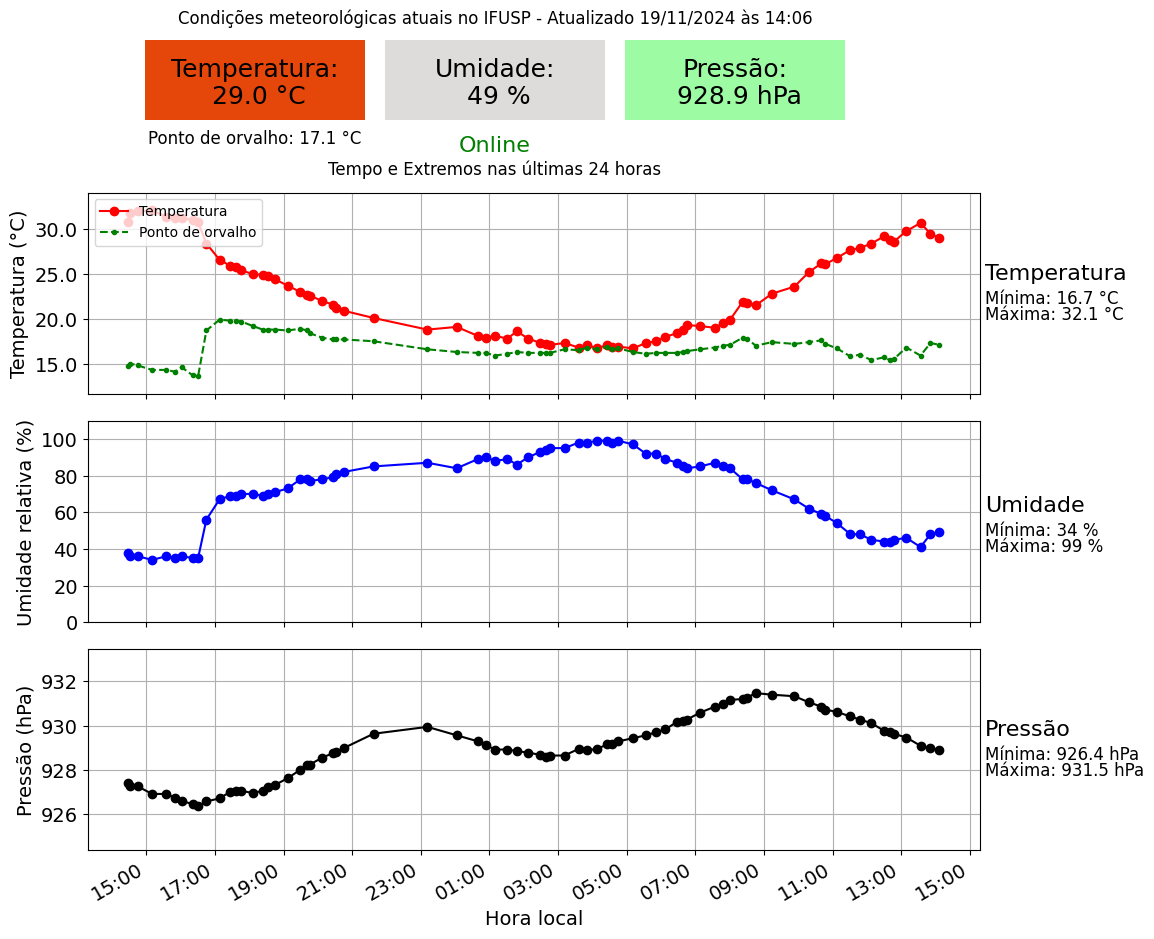 Condições meteorológicas atuais no IFUSP - Atualizado 19/11/2024 às 14:06
Temperatura:
29.0 °C
Umidade:
49 %
Pressão:
928.9 hPa
Ponto de orvalho: 17.1 °C
Online
Tempo e Extremos nas últimas 24 horas
Temperatura (°C)
30.0
25.0
20.0
15.0
Temperatura
Ponto de orvalho
Temperatura
Mínima: 16.7 °C
Máxima: 32.1 °C
Umidade relativa (%)
100
80
60
40
20
0
Umidade
Mínima: 34 %
Máxima: 99 %
Pressão (hPa)
932
930
928
926
Pressão
Mínima: 926.4 hPa
Máxima: 931.5 hPa
15:00
17:00
19:00
21:00
23:00
01:00
03:00
05:00
07:00
09:00
11:00
13:00
15:00
Hora local